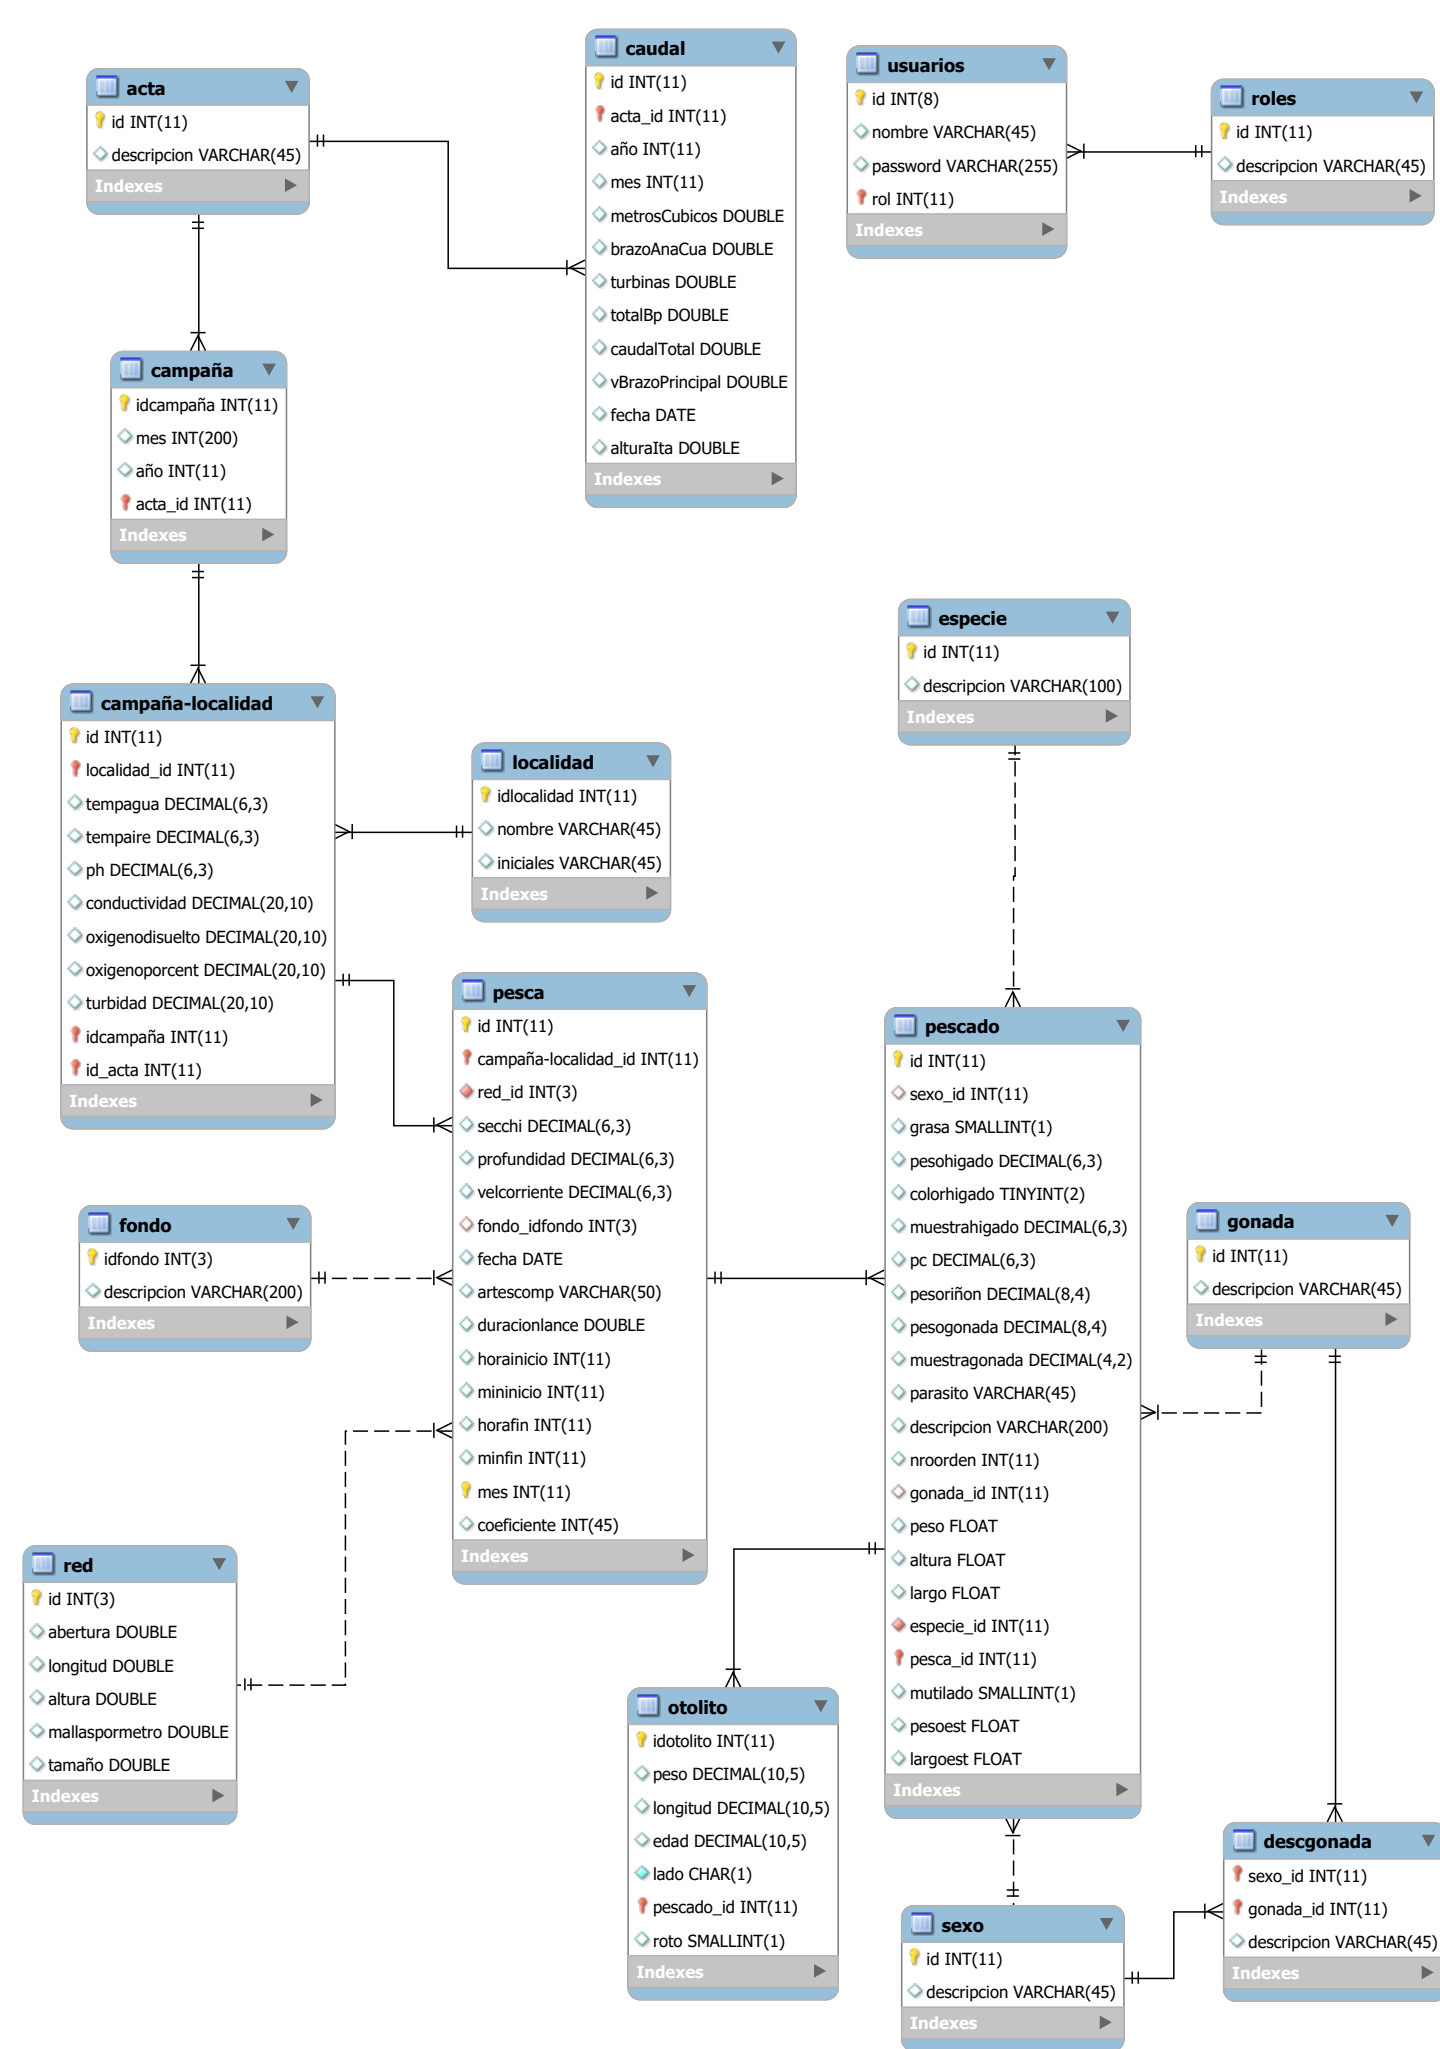 acta
id INT(11)
descripcion VARCHAR(45)
Indexes
caudal
id INT(11)
acta_id INT(11)
año INT(11)
mes INT(11)
metrosCubicos DOUBLE
brazoAnaCua DOUBLE
turbinas DOUBLE
totalBp DOUBLE
caudalTotal DOUBLE
vBrazoPrincipal DOUBLE
fecha DATE
alturaIta DOUBLE
Indexes
usuarios
id INT(8)
nombre VARCHAR(45)
password VARCHAR(255)
rol INT(11)
Indexes
roles
id INT(11)
descripcion VARCHAR(45)
Indexes
campaña
idcampaña INT(11)
mes INT(200)
año INT(11)
acta_id INT(11)
Indexes
especie
id INT(11)
descripcion VARCHAR(100)
Indexes
campaña-localidad
id INT(11)
localidad_id INT(11)
tempagua DECIMAL(6,3)
tempaire DECIMAL(6,3)
ph DECIMAL(6,3)
conductividad DECIMAL(20,10)
oxigenodisuelto DECIMAL(20,10)
oxigenoporcent DECIMAL(20,10)
turbidad DECIMAL(20,10)
idcampaña INT(11)
id_acta INT(11)
Indexes
localidad
idlocalidad INT(11)
nombre VARCHAR(45)
iniciales VARCHAR(45)
Indexes
pesca
id INT(11)
campaña-localidad_id INT(11)
red_id INT(3)
secchi DECIMAL(6,3)
profundidad DECIMAL(6,3)
velcorriente DECIMAL(6,3)
fondo_idfondo INT(3)
fecha DATE
artescomp VARCHAR(50)
duracionlance DOUBLE
horainicio INT(11)
mininicio INT(11)
horafin INT(11)
minfin INT(11)
mes INT(11)
coeficiente INT(45)
Indexes
pescado
id INT(11)
sexo_id INT(11)
grasa SMALLINT(1)
pesohigado DECIMAL(6,3)
colorhigado TINYINT(2)
muestrahigado DECIMAL(6,3)
pc DECIMAL(6,3)
pesoriñon DECIMAL(8,4)
pesogonada DECIMAL(8,4)
muestragonada DECIMAL(4,2)
parasito VARCHAR(45)
descripcion VARCHAR(200)
nroorden INT(11)
gonada_id INT(11)
peso FLOAT
altura FLOAT
largo FLOAT
especie_id INT(11)
pesca_id INT(11)
mutilado SMALLINT(1)
pesoest FLOAT
largoest FLOAT
Indexes
fondo
idfondo INT(3)
descripcion VARCHAR(200)
Indexes
gonada
id INT(11)
descripcion VARCHAR(45)
Indexes
red
id INT(3)
abertura DOUBLE
longitud DOUBLE
altura DOUBLE
mallaspormetro DOUBLE
tamaño DOUBLE
Indexes
otolito
idotolito INT(11)
peso DECIMAL(10,5)
longitud DECIMAL(10,5)
edad DECIMAL(10,5)
lado CHAR(1)
pescado_id INT(11)
roto SMALLINT(1)
Indexes
descgonada
sexo_id INT(11)
gonada_id INT(11)
descripcion VARCHAR(45)
Indexes
sexo
id INT(11)
descripcion VARCHAR(45)
Indexes